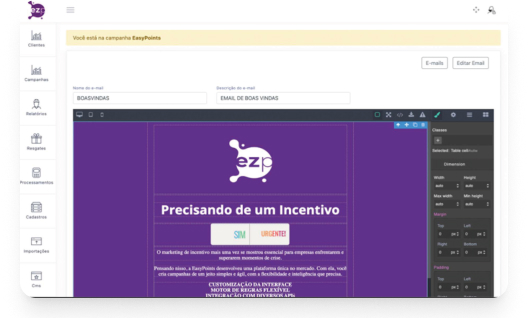 ezp
Você está na campanha EasyPoints
Clientes
E-mails
Editar Email
Campanhas
Nome do e-mail
Descrição do e-mail
BOASVINDAS
EMAIL DE BOAS VINDAS
Relatórios
Resgates
Processamentos
Cadastros
Importações
Cms
ezp
Precisando de um Incentivo
SIM
URGENTE!
O marketing de incentivo mais uma vez se mostrou essencial para empresas enfrentarem e
superarem momentos de crise.
Pensando nisso, a EasyPoints desenvolveu uma plataforma única no mercado. Com ela, você
cria campanhas de um jeito simples e ágil, com a flexibilidade e inteligência que precisa.
CUSTOMIZAÇÃO DA INTERFACE
MOTOR DE REGRAS FLEXÍVEL
INTEGRAÇÃO COM DIVERSOS APIs
Classes
Selected Table cell
Dimension
Width
Height
auto
auto
Max width
Min height
auto
auto
Margin
Top
Left
0 px
0 px
Right
Bottom
0 px
0 px
Padding
Top
Left
0 px
0 px